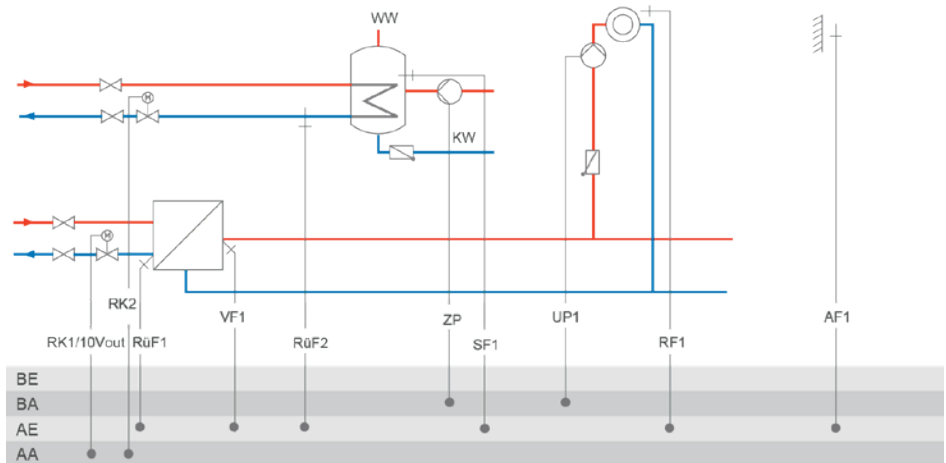 WW
KW
RK2
VF1
ZP
UP1
AF1
RK1/10Vout
RüF1
RüF2
SF1
RF1
BE
BA
AE
AA